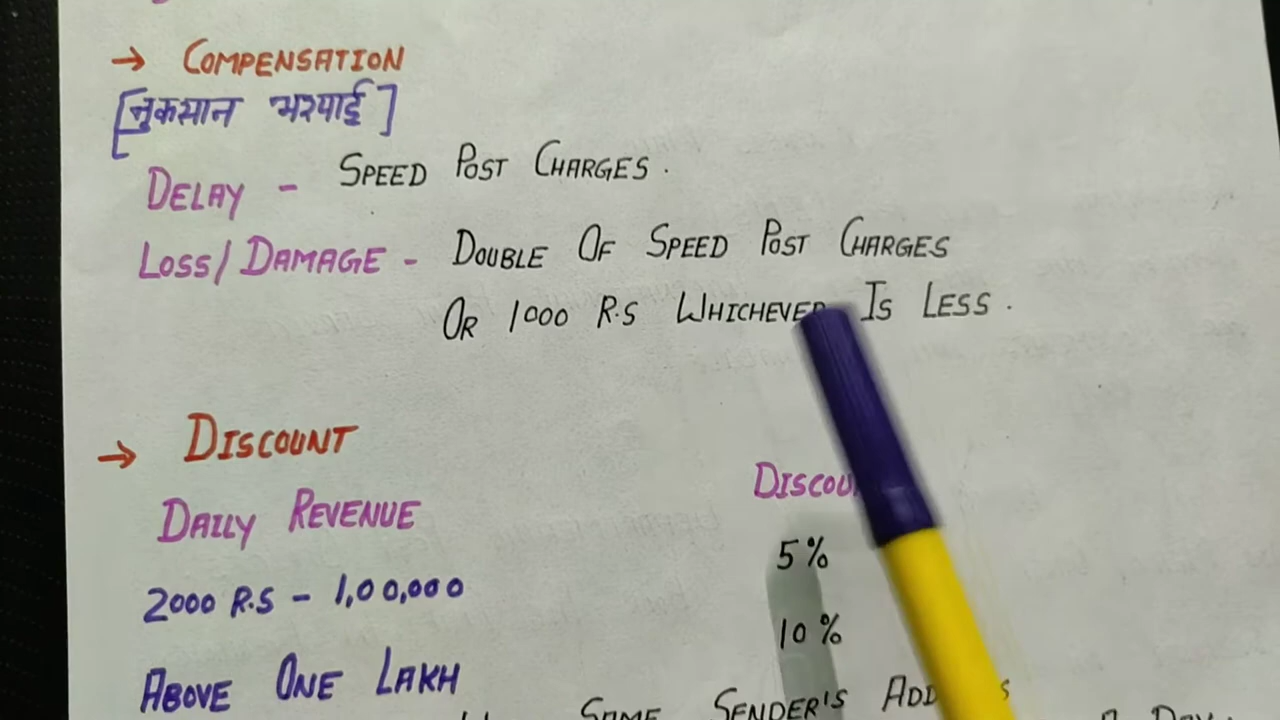 → COMPENSATION
[नुकसान भरपाई]
DELAY - SPEED POST CHARGES.
LOSS/DAMAGE - DOUBLE OF SPEED POST CHARGES
OR 1000 R.S WHICHEVER IS LESS.
→ DISCOUNT
DAILY REVENUE
2000 R.S - 1,00,000 5%
ABOVE ONE LAKH 10%
SAME SENDER'S
A DAY.